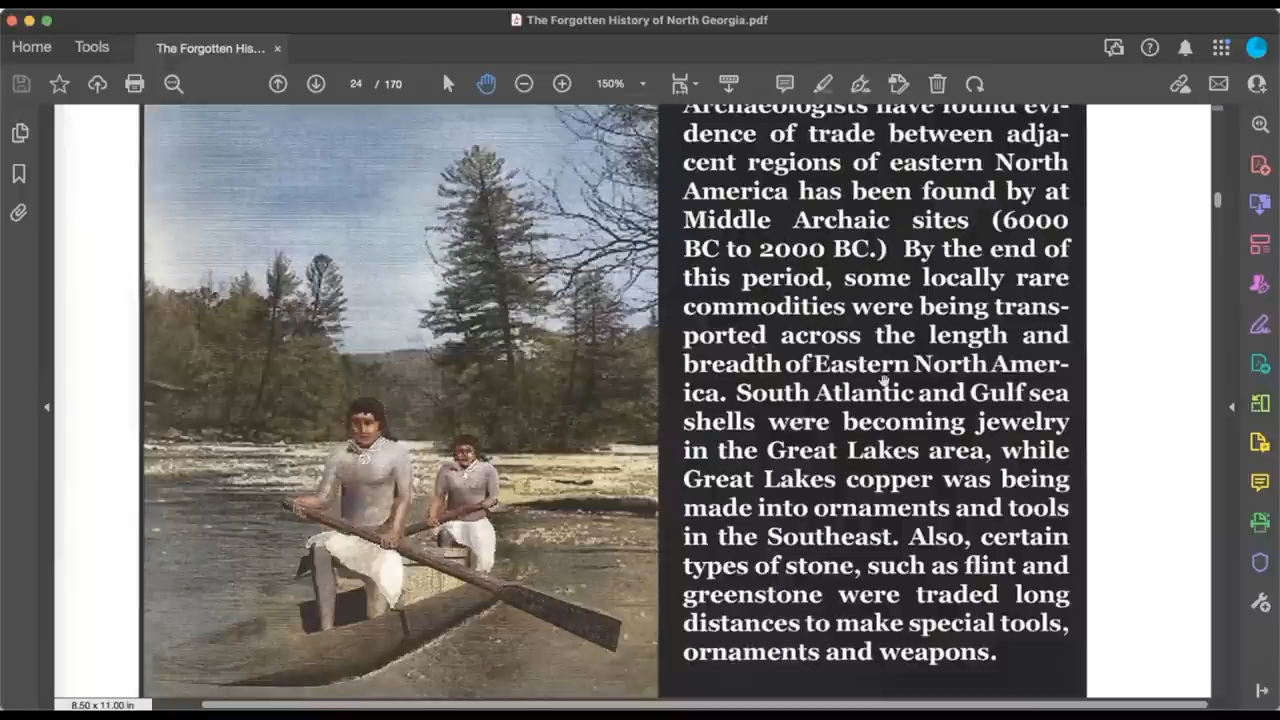 The Forgotten History of North Georgia.pdf
Home Tools The Forgotten His... ×
24 / 170 150%
Archaeologists have found evi-
dence of trade between adja-
cent regions of eastern North
America has been found by at
Middle Archaic sites (6000
BC to 2000 BC.) By the end of
this period, some locally rare
commodities were being trans-
ported across the length and
breadth of Eastern North Amer-
ica. South Atlantic and Gulf sea
shells were becoming jewelry
in the Great Lakes area, while
Great Lakes copper was being
made into ornaments and tools
in the Southeast. Also, certain
types of stone, such as flint and
greenstone were traded long
distances to make special tools,
ornaments and weapons.
8.50 x 11.00 in